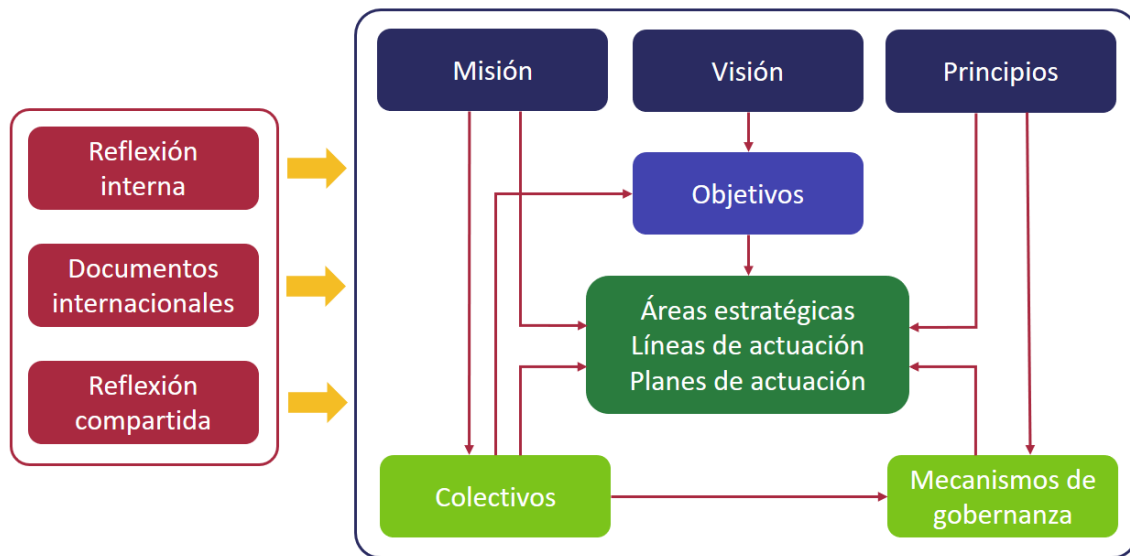 Misión
Visión
Principios
Reflexión
interna
Objetivos
Documentos
internacionales
Áreas estratégicas
Líneas de actuación
Planes de actuación
Reflexión
compartida
Colectivos
Mecanismos de
gobernanza